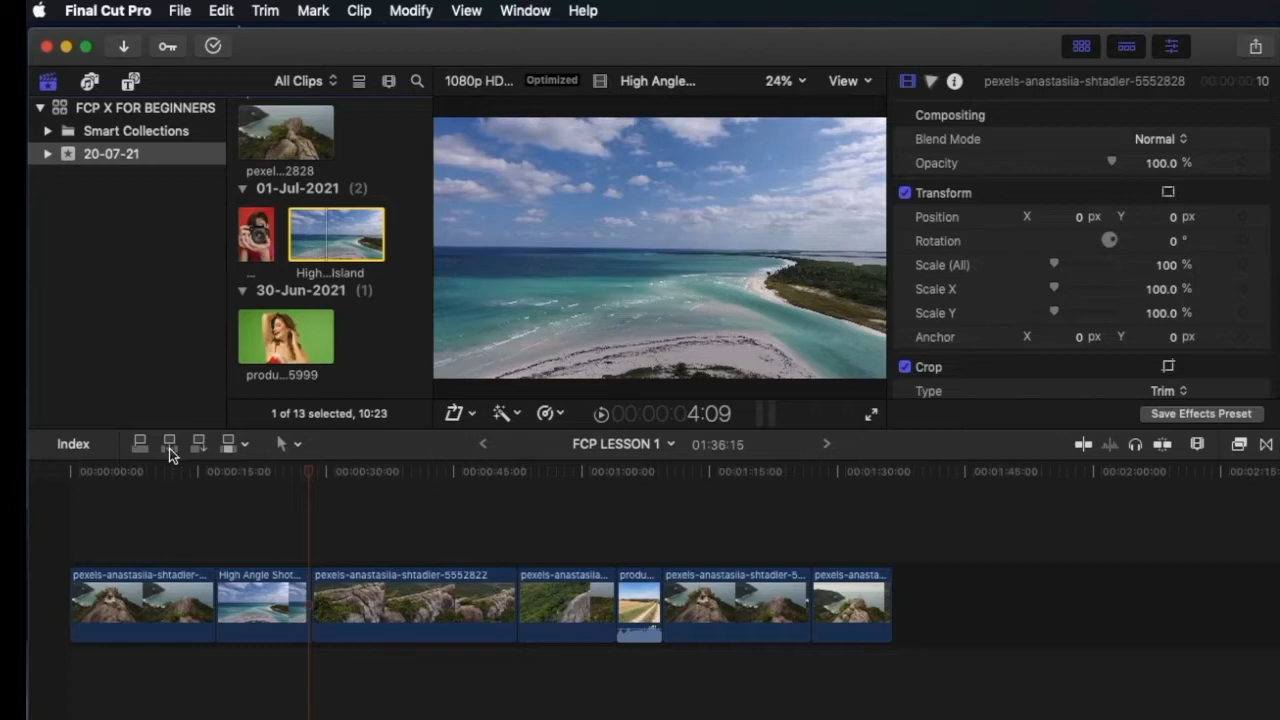 Final Cut Pro File Edit Trim Mark Clip Modify View Window Help
All Clips 1080p HD... Optimized High Angle... 24% View pexels-anastasiia-shtadler-5552828 00:00:00:10
FCP X FOR BEGINNERS
Smart Collections
20-07-21
pexel...2828
01-Jul-2021 (2)
... High...Island
30-Jun-2021 (1)
produ...5999
1 of 13 selected, 10:23
00:00:04:09
Compositing
Blend Mode Normal
Opacity 100.0 %
Transform
Position X 0 px Y 0 px
Rotation 0 °
Scale (All) 100 %
Scale X 100.0 %
Scale Y 100.0 %
Anchor X 0 px Y 0 px
Crop
Type Trim
Save Effects Preset
Index FCP LESSON 1 01:36:15
00:00:00:00 00:00:15:00 00:00:30:00 00:00:45:00 00:01:00:00 00:01:15:00 00:01:30:00 00:01:45:00 00:02:00:00 00:02:15:
pexels-anastasiia-shtadler-... High Angle Shot... pexels-anastasiia-shtadler-5552822 pexels-anastasiia... produ... pexels-anastasiia-shtadler-5... pexels-anasta...